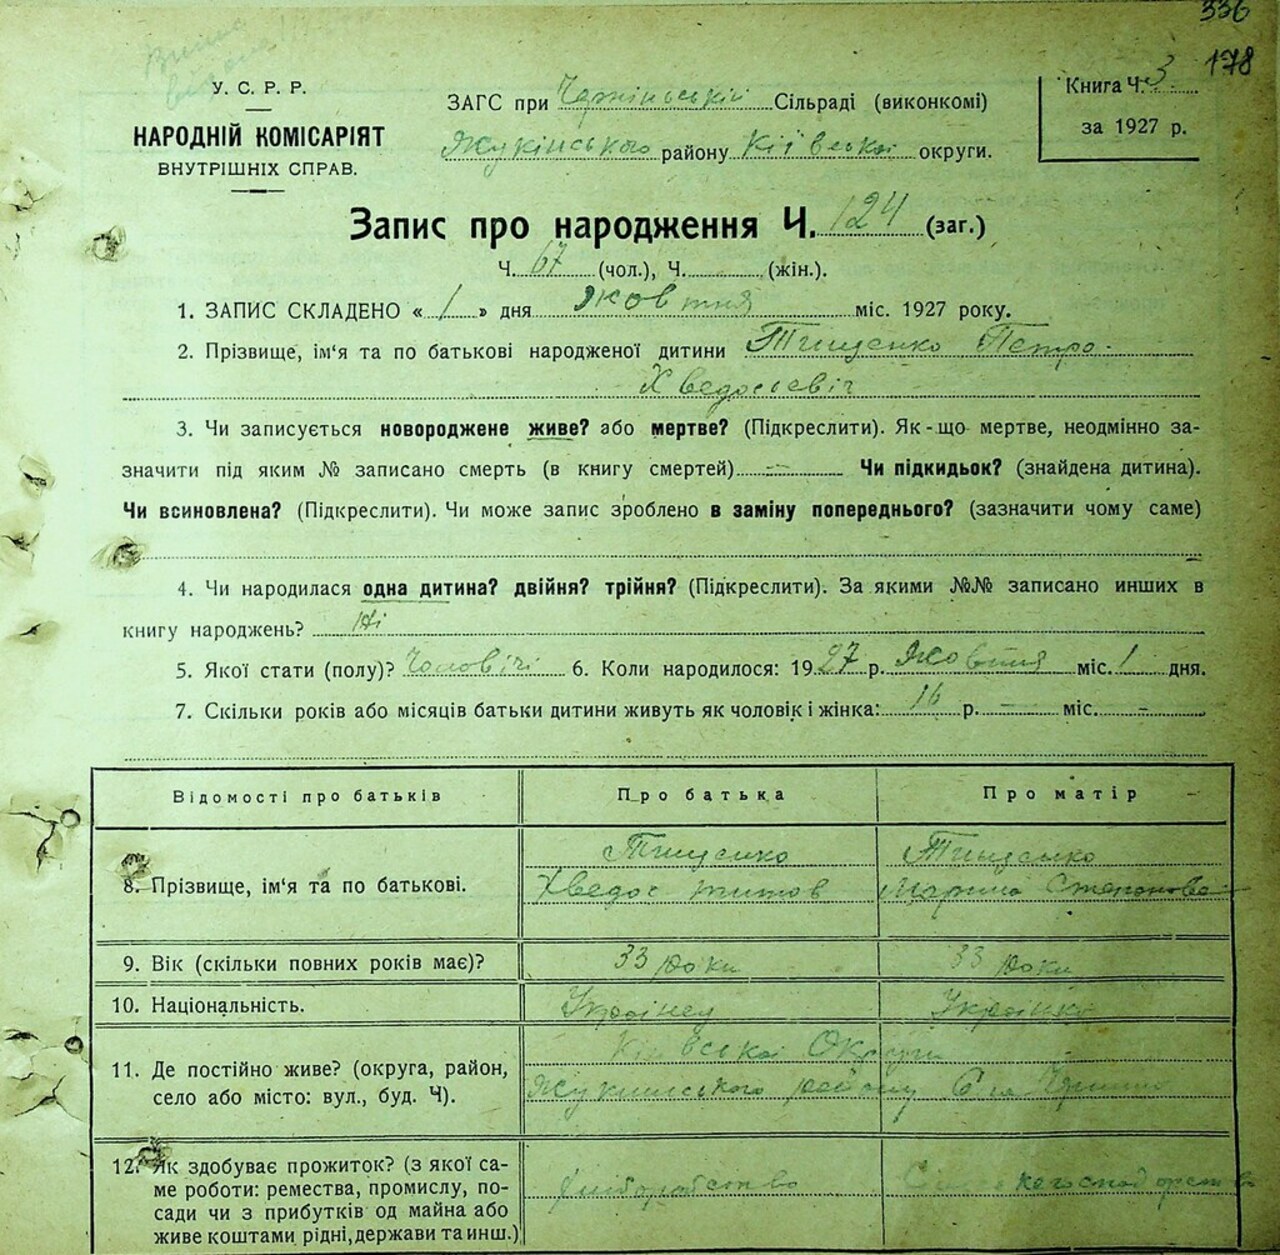 336
178
У. С. Р. Р.
НАРОДНІЙ КОМІСАРІЯТ
ВНУТРІШНІХ СПРАВ.
ЗАГС при Сільраді (виконкомі)
Жукінського району Київської округи.
Книга Ч. 3
за 1927 р.
Запис про народження Ч. 124 (заг.)
Ч. 67 (чол.), Ч. (жін.).
1. ЗАПИС СКЛАДЕНО « 1 » дня Жовтня міс. 1927 року.
2. Прізвище, ім'я та по батькові народженої дитини Тищенко Петро
Хведосієвіч
3. Чи записується новороджене живе? або мертве? (Підкреслити). Як-що мертве, неодмінно за-
значити під яким № записано смерть (в книгу смертей) — Чи підкидьок? (знайдена дитина).
Чи всиновлена? (Підкреслити). Чи може запис зроблено в заміну попереднього? (зазначити чому саме)
4. Чи народилася одна дитина? двійня? трійня? (Підкреслити). За якими №№ записано инших в
книгу народжень? Ні
5. Якої стати (полу)? Чоловічі 6. Коли народилося: 1927 р. Жовтня міс. 1 дня.
7. Скільки років або місяців батьки дитини живуть як чоловік і жінка: 16 р. — міс. —
Відомості про батьків Про батька Про матір
8. Прізвище, ім'я та по батькові. Тищенко Тищенко
Хведос Титов Марина Степанова
9. Вік (скільки повних років має)? 33 роки 33 роки
10. Національність. Українец Українка
11. Де постійно живе? (округа, район, село або місто: вул., буд. Ч). Київської Округи
Жукинського району
12. Як здобуває прожиток? (з якої са-
ме роботи: ремества, промислу, по-
сади чи з прибутків од майна або
живе коштами рідні, держави та инш.) Хліборобство